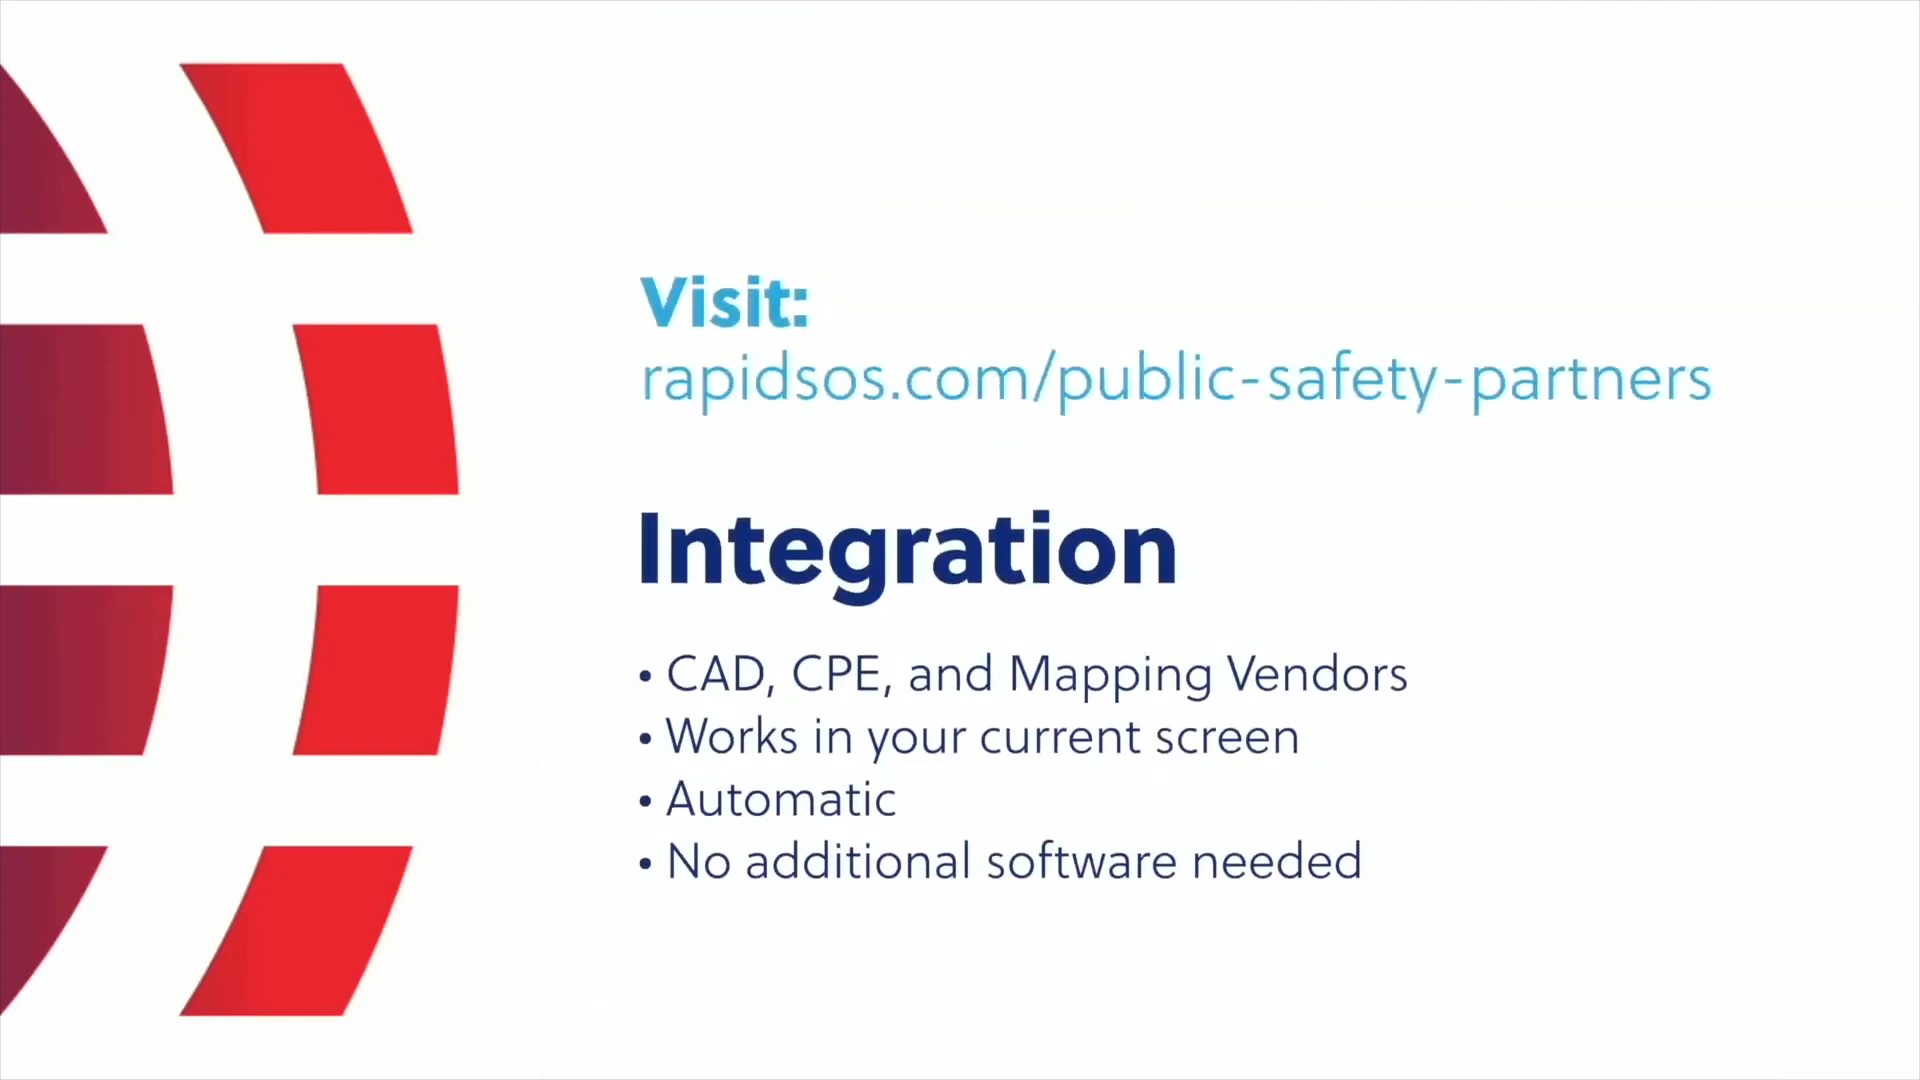 Visit:
rapidsos.com/public-safety-partners
Integration
• CAD, CPE, and Mapping Vendors
• Works in your current screen
• Automatic
• No additional software needed